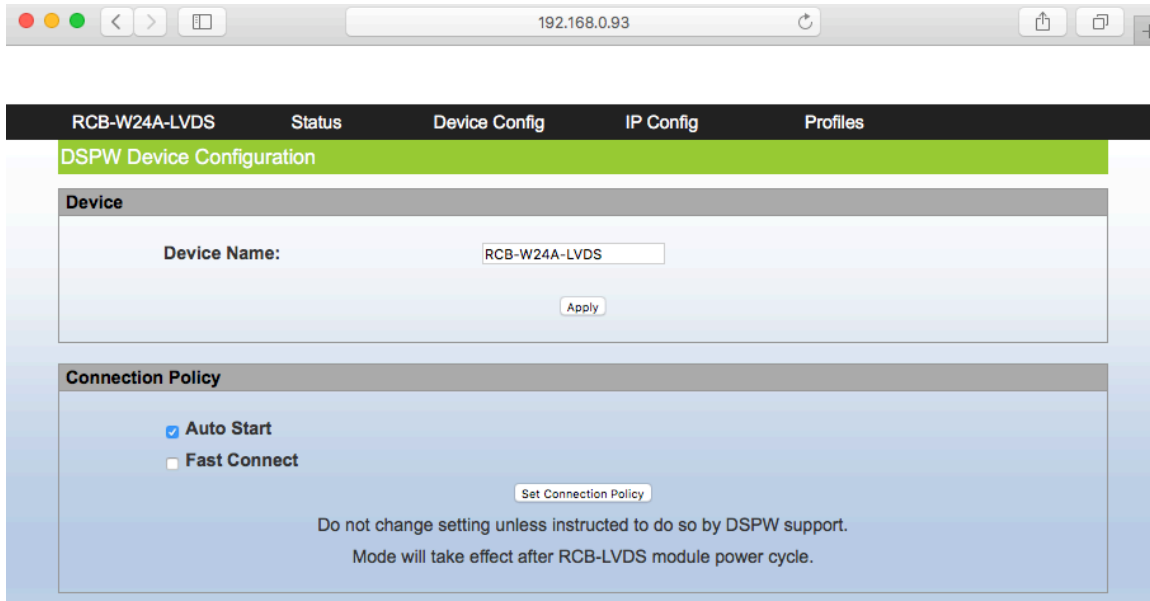 192.168.0.93
RCB-W24A-LVDS Status Device Config IP Config Profiles
DSPW Device Configuration
Device
Device Name: RCB-W24A-LVDS
Apply
Connection Policy
Auto Start
Fast Connect
Set Connection Policy
Do not change setting unless instructed to do so by DSPW support.
Mode will take effect after RCB-LVDS module power cycle.